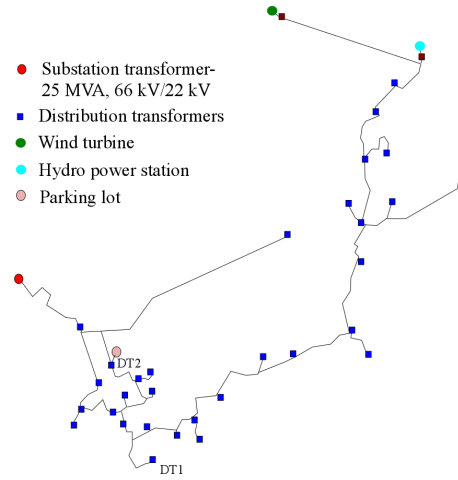 Substation transformer-
25 MVA, 66 kV/22 kV
Distribution transformers
Wind turbine
Hydro power station
Parking lot
DT2
DT1